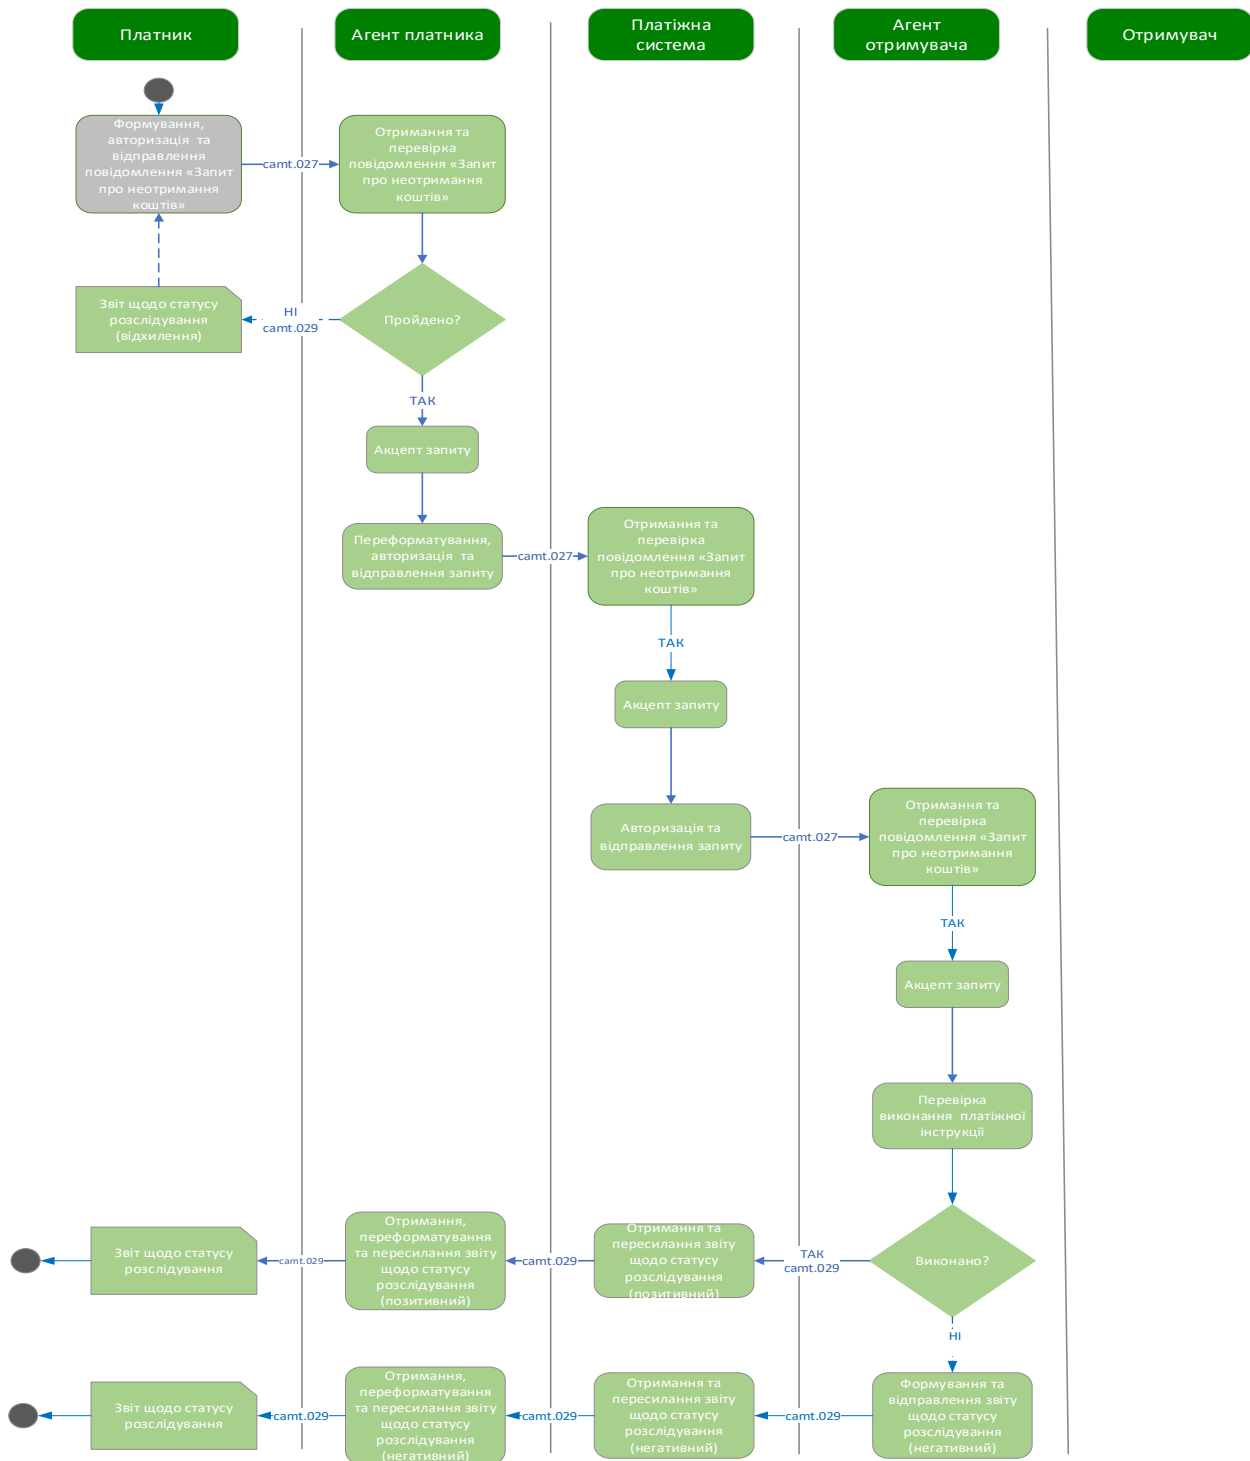 Платник
Агент платника
Платіжна
система
Агент
отримувача
Отримувач
Формування,
авторизація та
відправлення
повідомлення «Запит
про неотримання
коштів»
camt.027
Отримання та
перевірка
повідомлення «Запит
про неотримання
коштів»
Звіт щодо статусу
розслідування
(відхилення)
НІ
camt.029
Пройдено?
ТАК
Акцепт запиту
Переформатування,
авторизація та
відправлення запиту
camt.027
Отримання та
перевірка
повідомлення «Запит
про неотримання
коштів»
ТАК
Акцепт запиту
Авторизація та
відправлення запиту
camt.027
Отримання та
перевірка
повідомлення «Запит
про неотримання
коштів»
ТАК
Акцепт запиту
Перевірка
виконання платіжної
інструкції
Звіт щодо статусу
розслідування
camt.029
Отримання,
переформатування
та пересилання звіту
щодо статусу
розслідування
(позитивний)
camt.029
Отримання та
пересилання звіту
щодо статусу
розслідування
(позитивний)
ТАК
camt.029
Виконано?
НІ
Звіт щодо статусу
розслідування
camt.029
Отримання,
переформатування
та пересилання звіту
щодо статусу
розслідування
(негативний)
camt.029
Отримання та
пересилання звіту
щодо статусу
розслідування
(негативний)
camt.029
Формування та
відправлення звіту
щодо статусу
розслідування
(негативний)